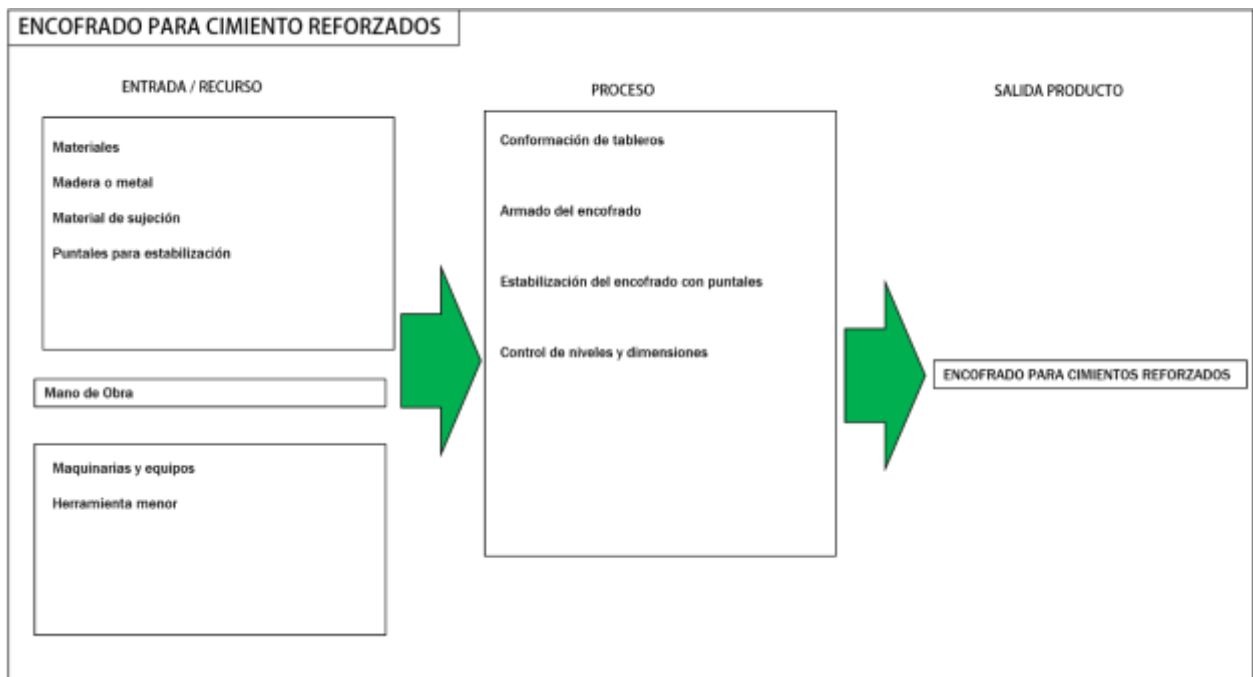 ENCOFRADO PARA CIMIENTO REFORZADOS
ENTRADA / RECURSO
Materiales
Madera o metal
Material de sujeción
Puntales para estabilización
Mano de Obra
Maquinarias y equipos
Herramienta menor
PROCESO
Conformación de tableros
Armado del encofrado
Estabilización del encofrado con puntales
Control de niveles y dimensiones
SALIDA PRODUCTO
ENCOFRADO PARA CIMIENTOS REFORZADOS